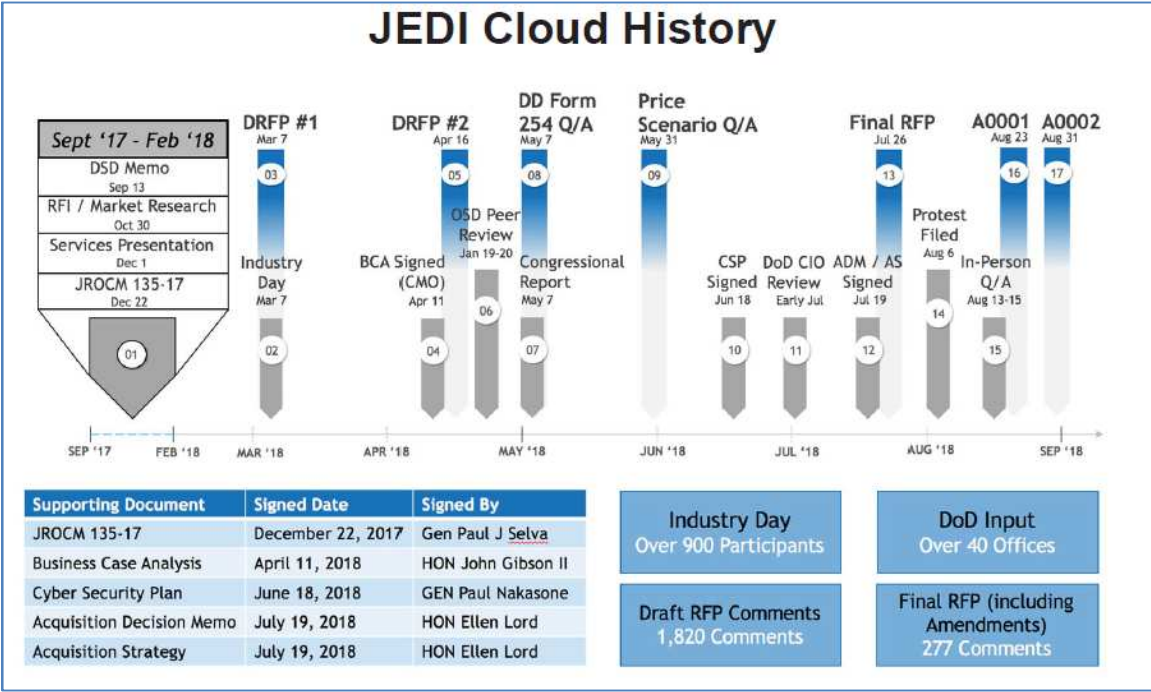 JEDI Cloud History
Sept ‘17 - Feb ‘18
DSD Memo
Sep 13
RFI / Market Research
Oct 30
Services Presentation
Dec 1
JROCM 135-17
Dec 22
01
DRFP #1
Mar 7
03
Industry
Day
Mar 7
02
DRFP #2
Apr 16
05
BCA Signed
(CMO)
Apr 11
04
OSD Peer
Review
Jan 19-20
06
DD Form
254 Q/A
May 7
08
Congressional
Report
May 7
07
Price
Scenario Q/A
May 31
09
CSP
Signed
Jun 18
10
DoD CIO
Review
Early Jul
11
Final RFP
Jul 26
13
ADM / AS
Signed
Jul 19
12
Protest
Filed
Aug 6
14
In-Person
Q/A
Aug 13-15
15
A0001
Aug 23
16
A0002
Aug 31
17
SEP '17 FEB '18 MAR '18 APR '18 MAY '18 JUN '18 JUL '18 AUG '18 SEP '18
Supporting Document Signed Date Signed By
JROCM 135-17 December 22, 2017 Gen Paul J Selva
Business Case Analysis April 11, 2018 HON John Gibson II
Cyber Security Plan June 18, 2018 GEN Paul Nakasone
Acquisition Decision Memo July 19, 2018 HON Ellen Lord
Acquisition Strategy July 19, 2018 HON Ellen Lord
Industry Day
Over 900 Participants
DoD Input
Over 40 Offices
Draft RFP Comments
1,820 Comments
Final RFP (including
Amendments)
277 Comments